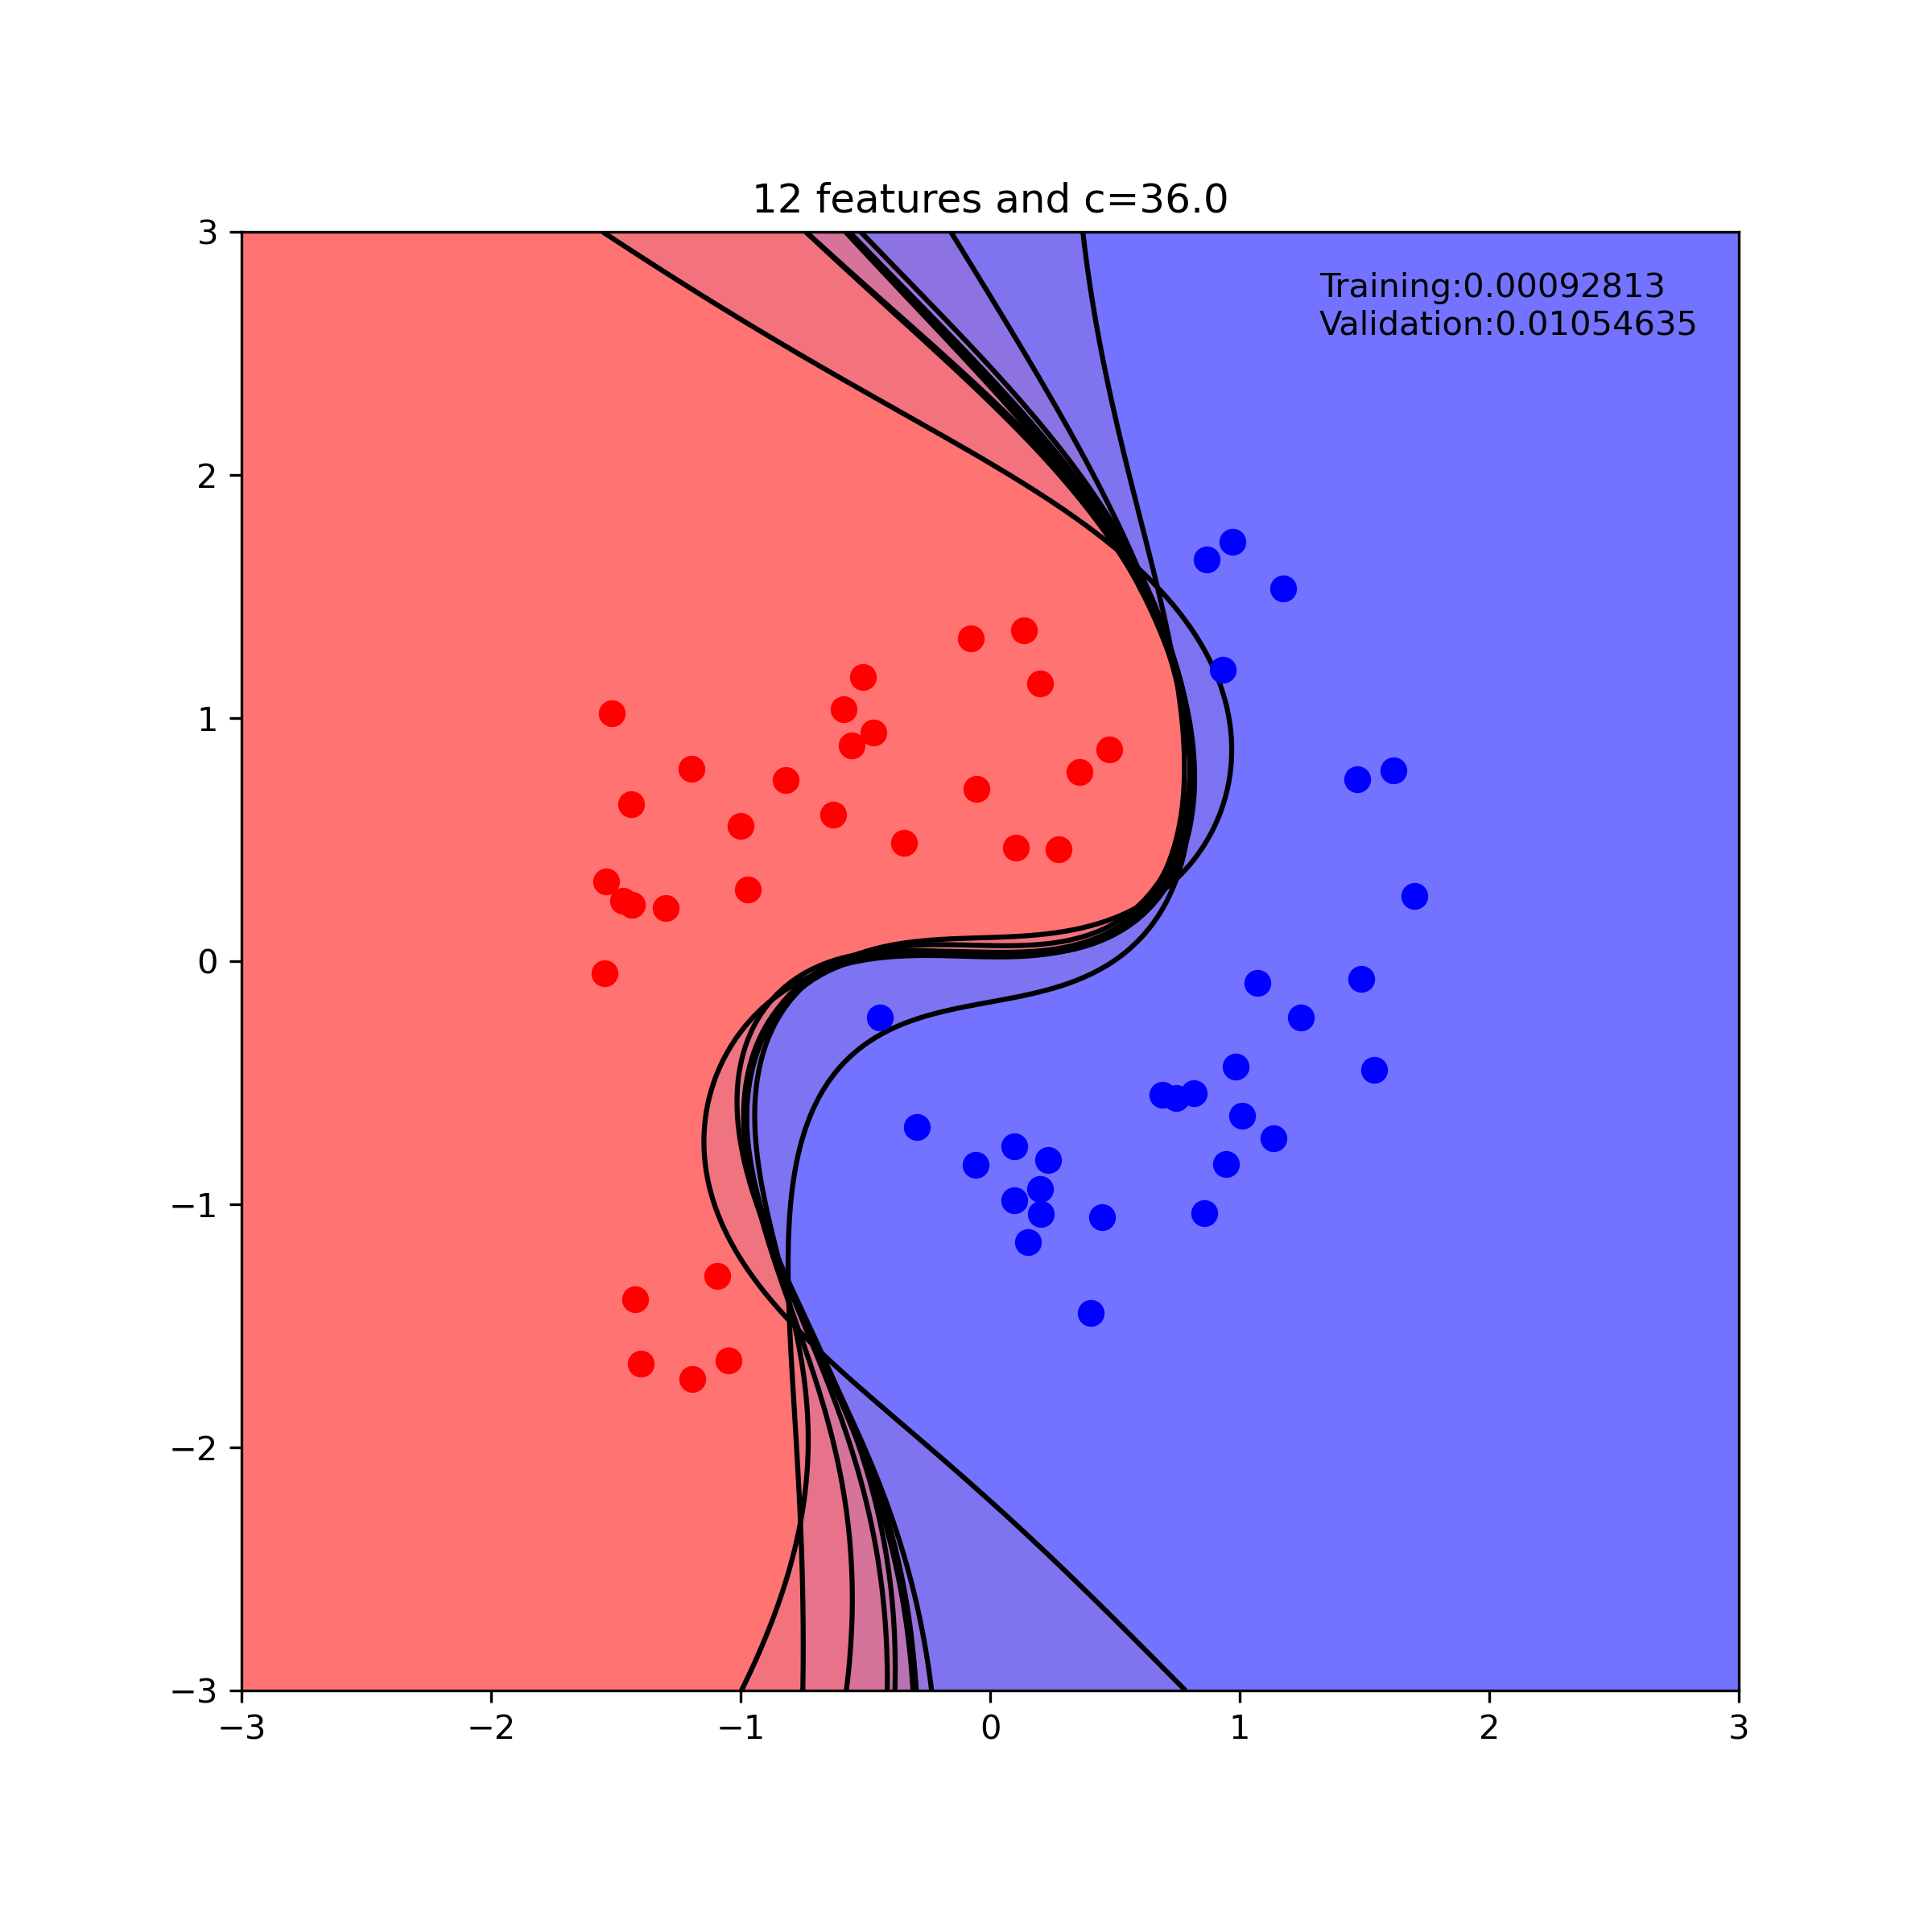 12 features and c=36.0
Training:0.00092813
Validation:0.01054635
3
2
1
0
−1
−2
−3
−3 −2 −1 0 1 2 3